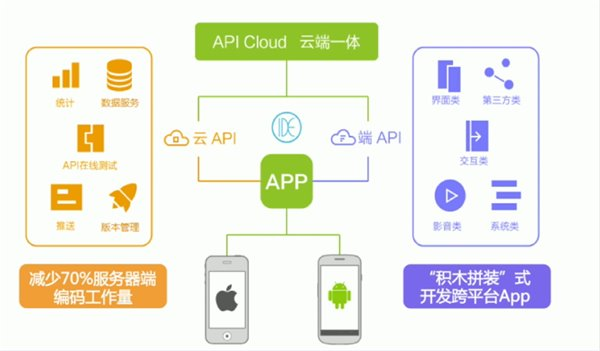 API Cloud 云端一体
统计
数据服务
API在线测试
推送
版本管理
减少70%服务器端
编码工作量
云 API
IDE
端 API
APP
界面类
第三方类
交互类
影音类
系统类
“积木拼装”式
开发跨平台App